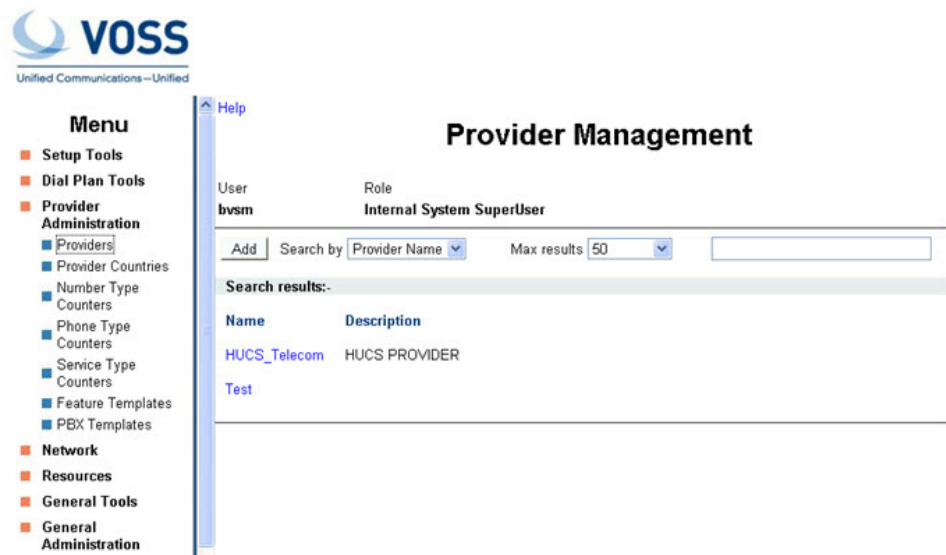 VOSS
Unified Communications—Unified
Menu
Setup Tools
Dial Plan Tools
Provider
Administration
Providers
Provider Countries
Number Type
Counters
Phone Type
Counters
Service Type
Counters
Feature Templates
PBX Templates
Network
Resources
General Tools
General
Administration
Help
Provider Management
User Role
bvsm Internal System SuperUser
Add Search by Provider Name Max results 50
Search results:-
Name Description
HUCS_Telecom HUCS PROVIDER
Test